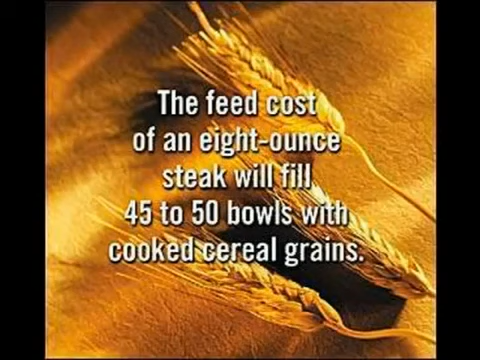 The feed cost
of an eight-ounce
steak will fill
45 to 50 bowls with
cooked cereal grains.